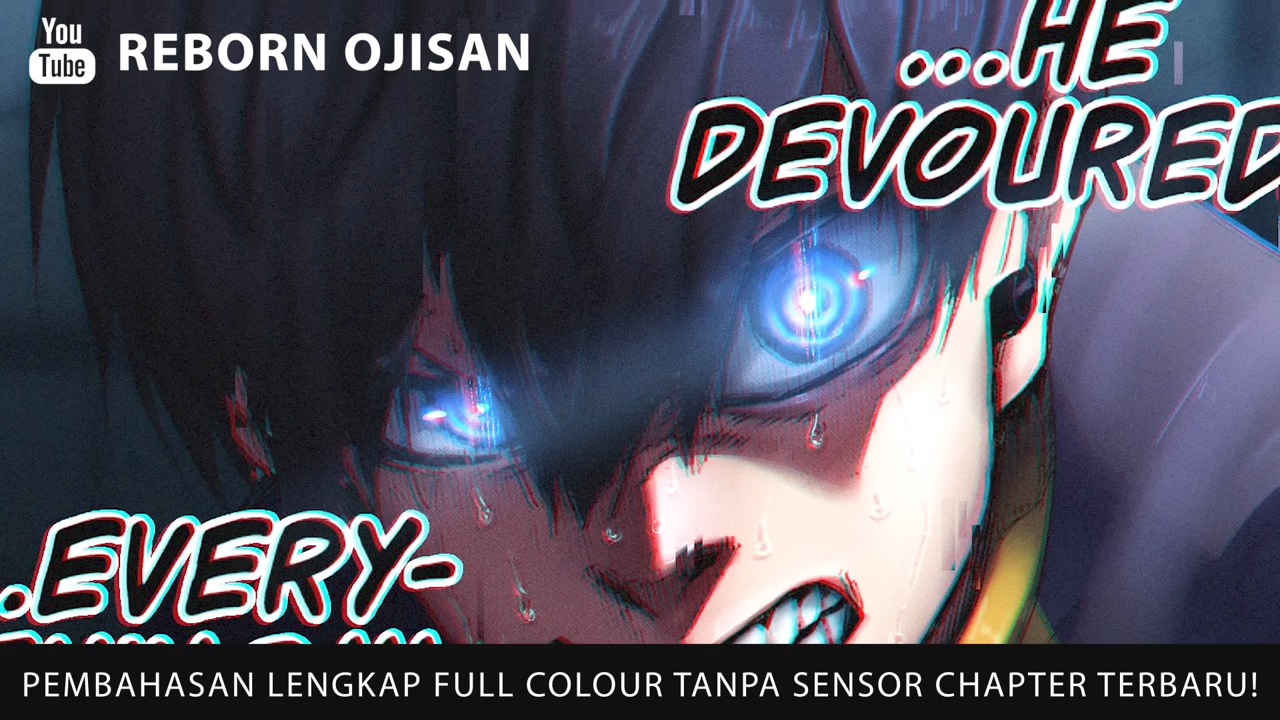 You
Tube
REBORN OJISAN
...HE
DEVOURED
.EVERY-
PEMBAHASAN LENGKAP FULL COLOUR TANPA SENSOR CHAPTER TERBARU!